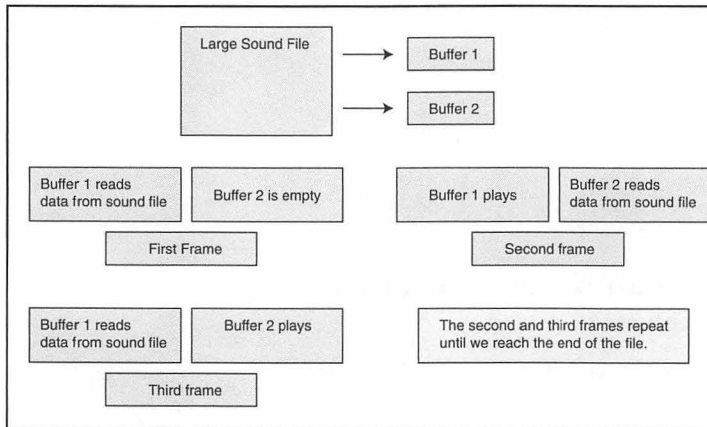 Large Sound File
Buffer 1
Buffer 2
Buffer 1 reads
data from sound file
Buffer 2 is empty
First Frame
Buffer 1 plays
Buffer 2 reads
data from sound file
Second frame
Buffer 1 reads
data from sound file
Buffer 2 plays
Third frame
The second and third frames repeat
until we reach the end of the file.